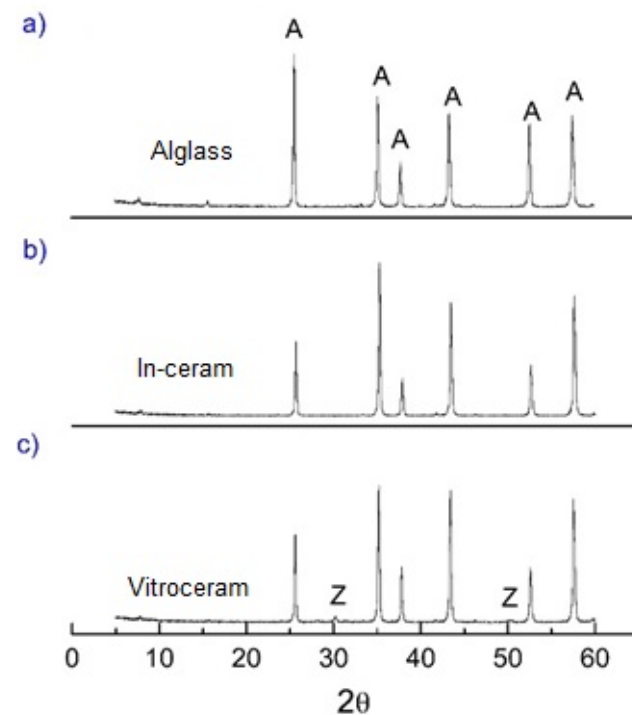 a)
A
A
A
A
A
A
Alglass
b)
In-ceram
c)
Z
Z
Vitroceram
0
10
20
30
40
50
60
2θ